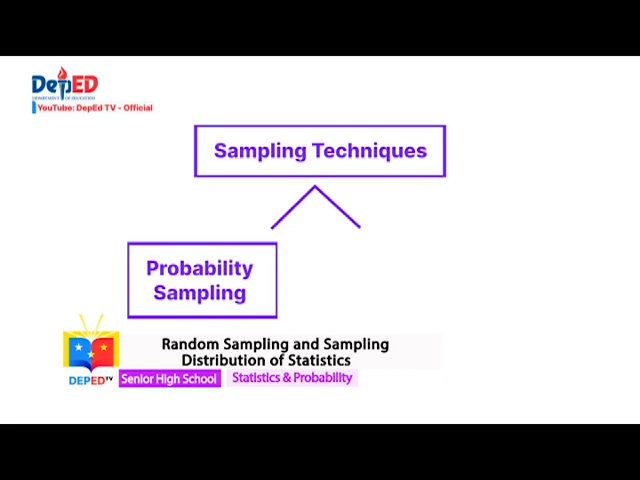 DepED
DEPARTMENT OF EDUCATION
YouTube: DepEd TV - Official
Sampling Techniques
Probability
Sampling
Random Sampling and Sampling
Distribution of Statistics
DEPED TV
Senior High School
Statistics & Probability